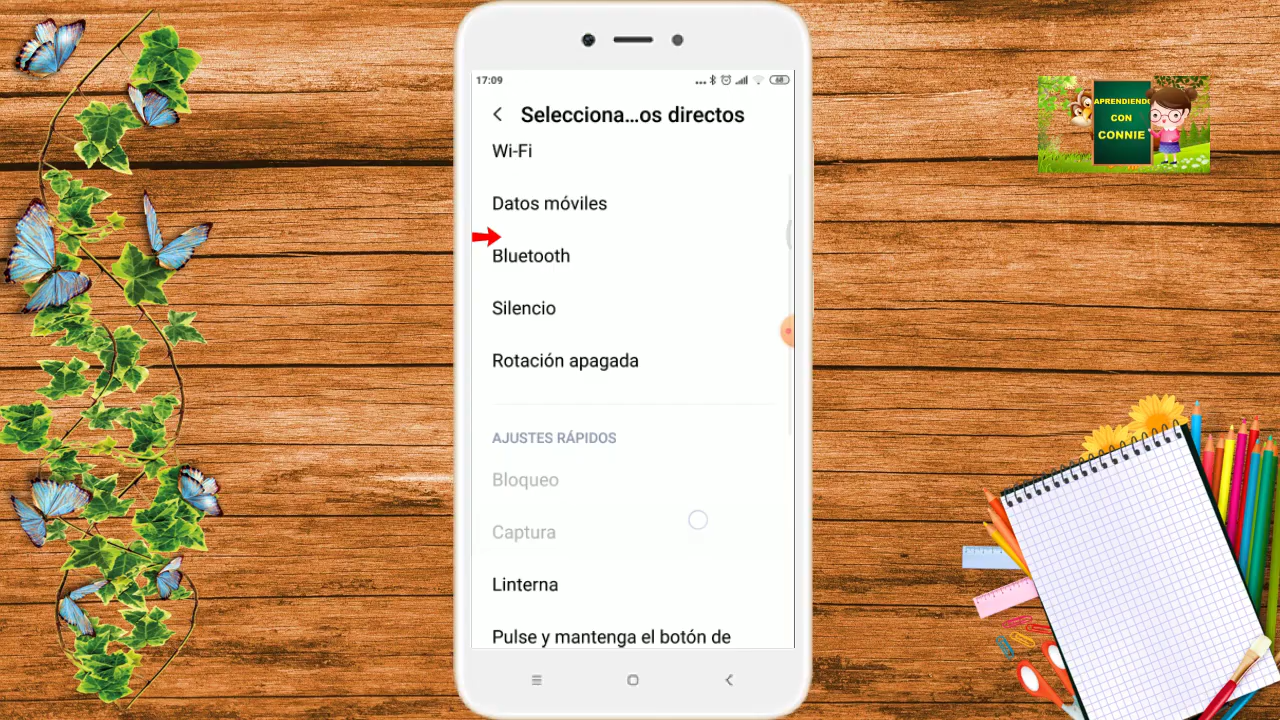 17:09
68
Selecciona...os directos
Wi-Fi
Datos móviles
Bluetooth
Silencio
Rotación apagada
AJUSTES RÁPIDOS
Bloqueo
Captura
Linterna
Pulse y mantenga el botón de
APRENDIENDO
CON
CONNIE